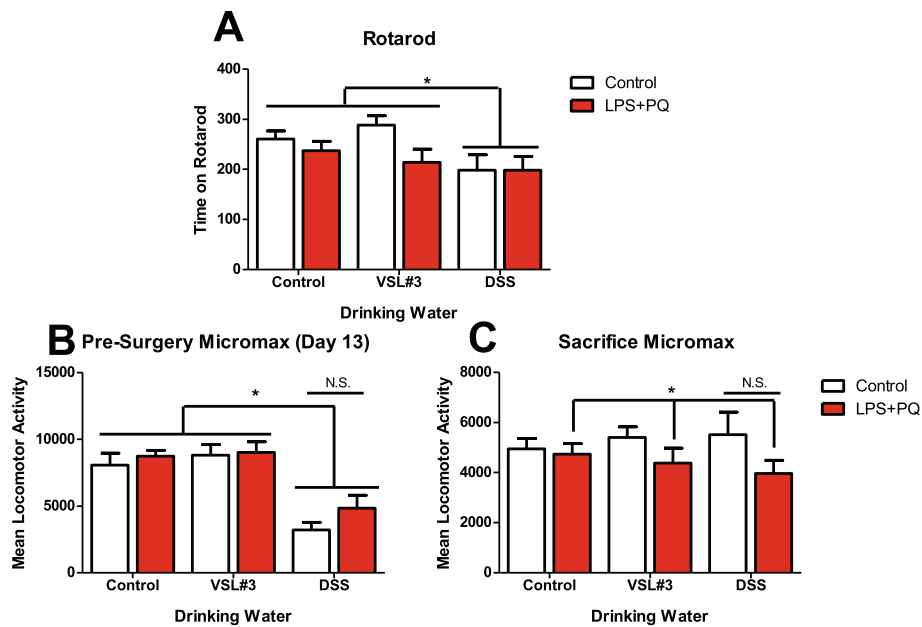 A
Rotarod
400
300
200
100
0
Time on Rotarod
*
Control
LPS+PQ
Control
VSL#3
DSS
Drinking Water
B
Pre-Surgery Micromax (Day 13)
15000
10000
5000
0
Mean Locomotor Activity
*
N.S.
Control
VSL#3
DSS
Drinking Water
C
Sacrifice Micromax
8000
6000
4000
2000
0
Mean Locomotor Activity
*
N.S.
Control
LPS+PQ
Control
VSL#3
DSS
Drinking Water